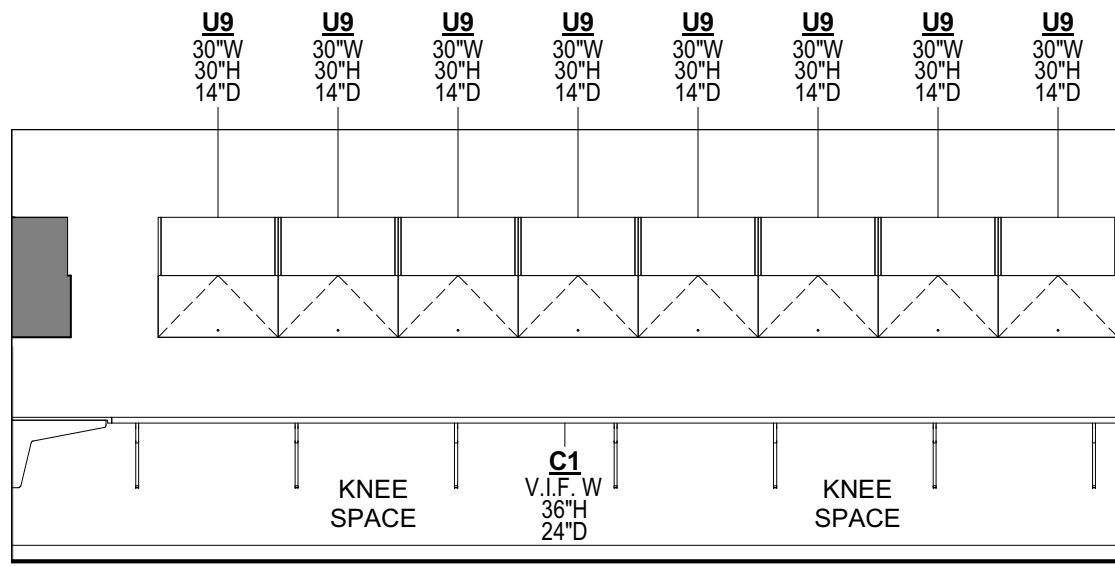 U9 U9 U9 U9 U9 U9 U9 U9
30"W 30"W 30"W 30"W 30"W 30"W 30"W 30"W
30"H 30"H 30"H 30"H 30"H 30"H 30"H 30"H
14"D 14"D 14"D 14"D 14"D 14"D 14"D 14"D
KNEE
SPACE
C1
V.I.F. W
36"H
24"D
KNEE
SPACE